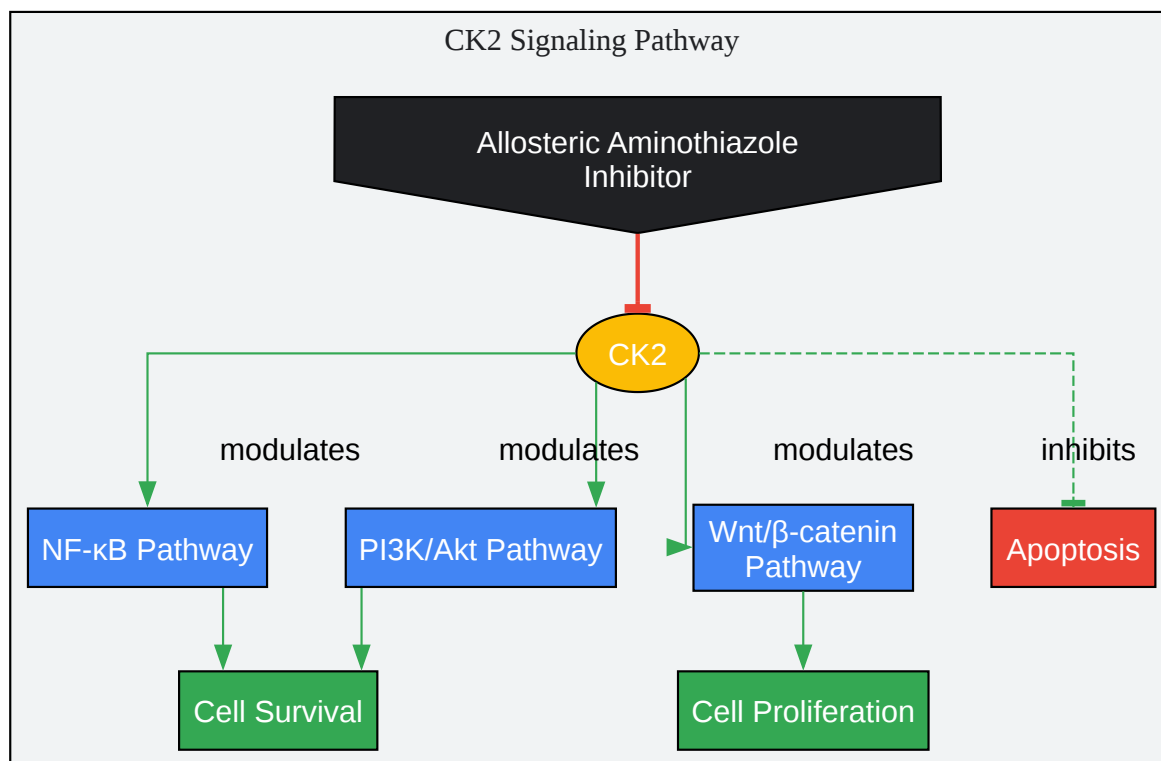 CK2 Signaling Pathway
Allosteric Aminothiazole
Inhibitor
CK2
modulates
modulates
modulates
inhibits
NF-κB Pathway
PI3K/Akt Pathway
Wnt/β-catenin
Pathway
Apoptosis
Cell Survival
Cell Proliferation